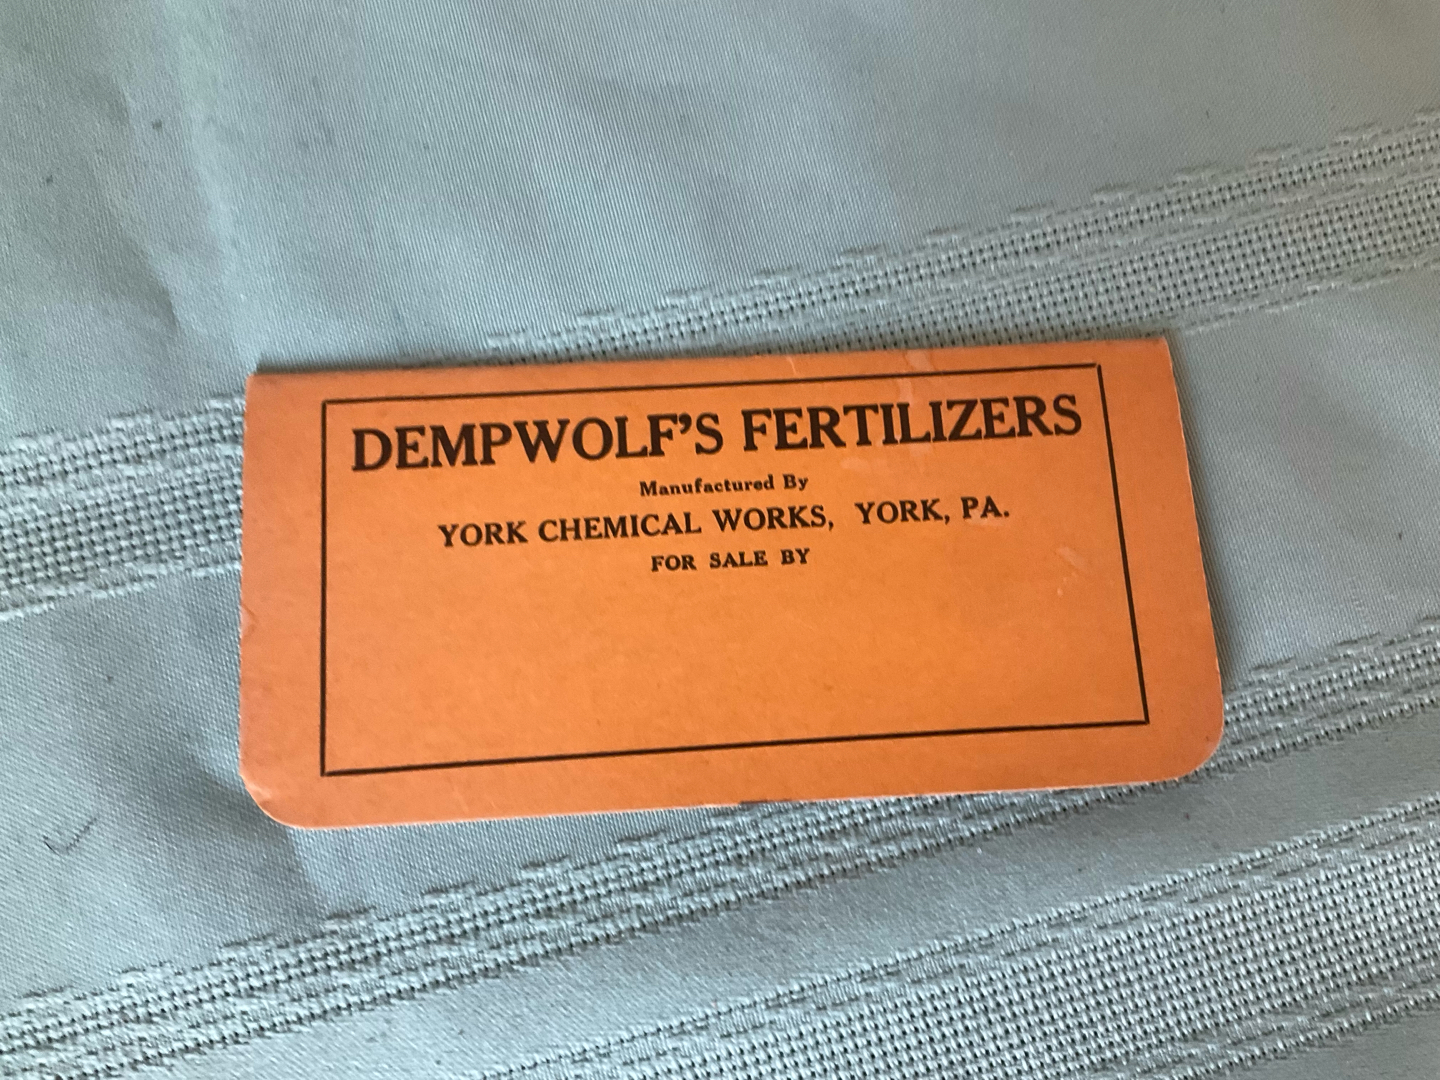 DEMPWOLF'S FERTILIZERS
Manufactured By
YORK CHEMICAL WORKS, YORK, PA.
FOR SALE BY